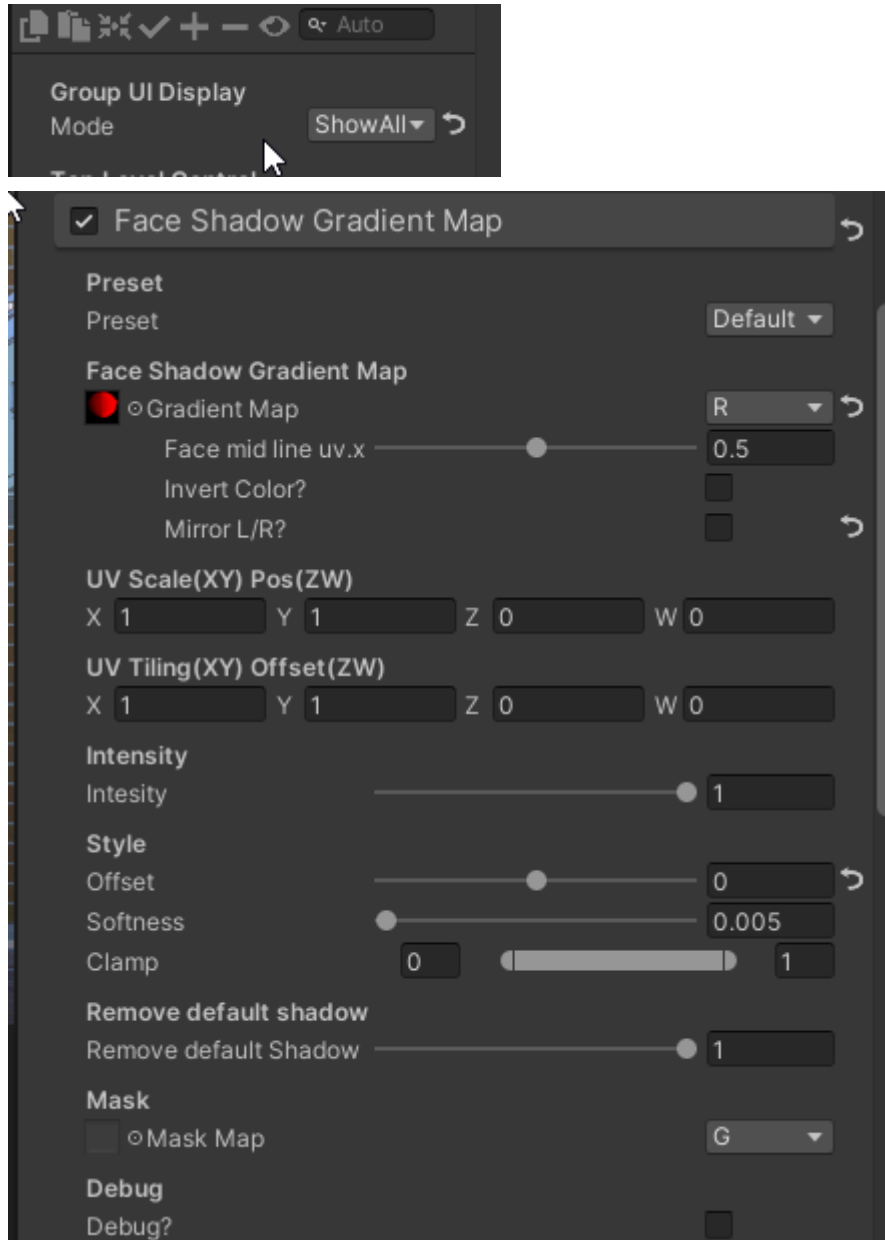 Auto
Group UI Display
Mode ShowAll
Top Level Control
Face Shadow Gradient Map
Preset
Preset Default
Face Shadow Gradient Map
Gradient Map R
Face mid line uv.x 0.5
Invert Color?
Mirror L/R?
UV Scale(XY) Pos(ZW)
X 1 Y 1 Z 0 W 0
UV Tiling(XY) Offset(ZW)
X 1 Y 1 Z 0 W 0
Intensity
Intesity 1
Style
Offset 0
Softness 0.005
Clamp 0 1
Remove default shadow
Remove default Shadow 1
Mask
Mask Map G
Debug
Debug?